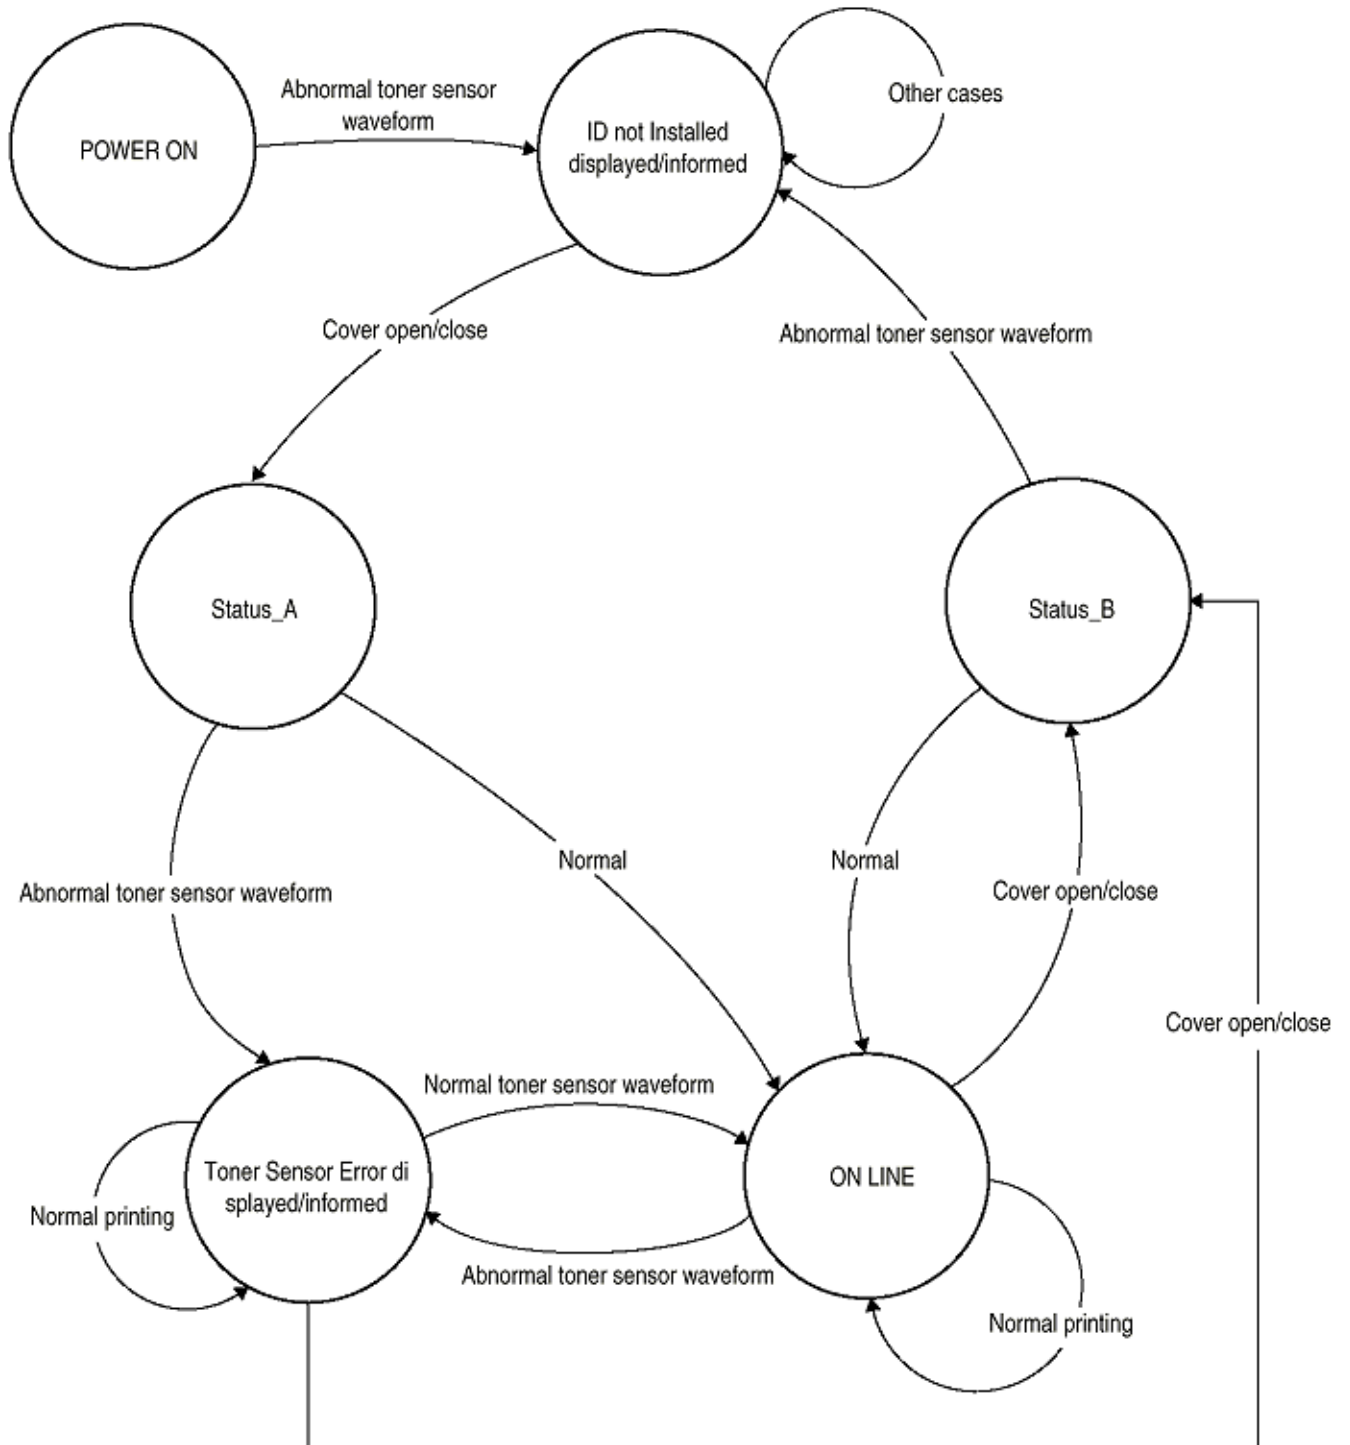 Abnormal toner sensor
waveform
POWER ON
ID not Installed
displayed/informed
Other cases
Cover open/close
Abnormal toner sensor waveform
Status_A
Status_B
Normal
Normal
Abnormal toner sensor waveform
Cover open/close
Cover open/close
Normal toner sensor waveform
Toner Sensor Error di
splayed/informed
ON LINE
Normal printing
Abnormal toner sensor waveform
Normal printing